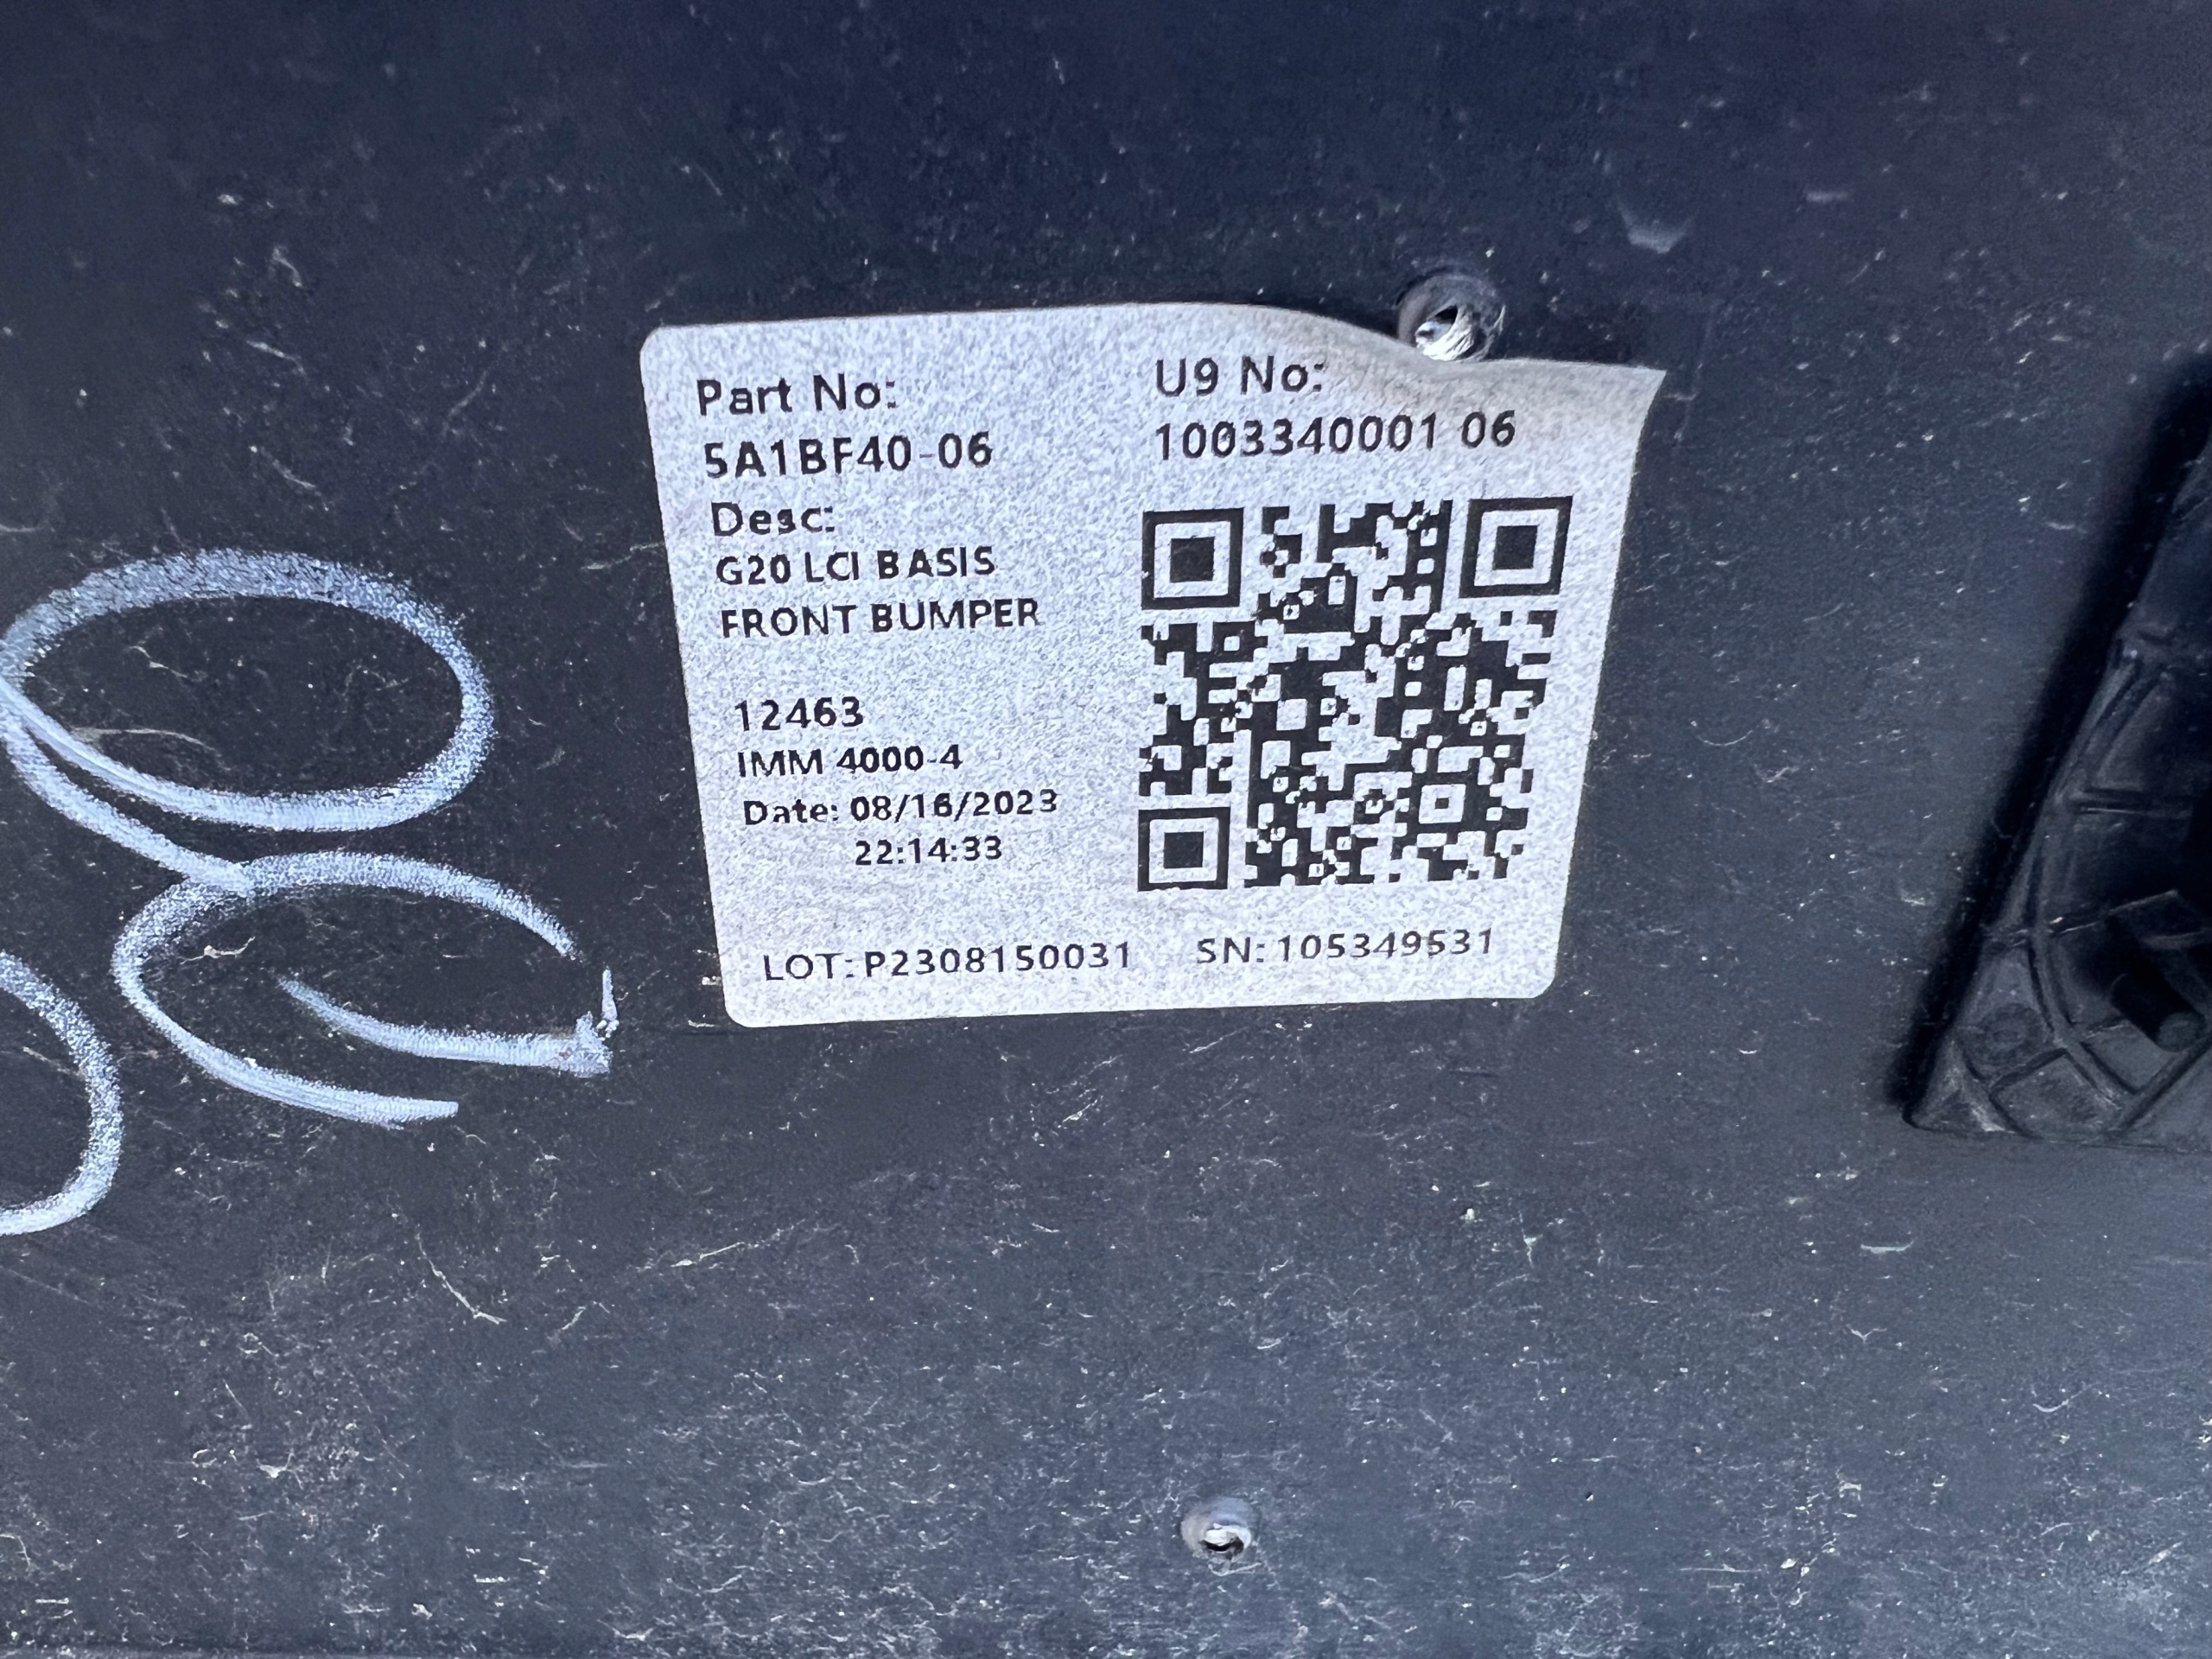 Part No:
5A1BF40-06
Desc:
G20 LCI BASIS
FRONT BUMPER
12463
IMM 4000-4
Date: 08/16/2023
22:14:33
U9 No:
1003340001 06
LOT: P2308150031 SN: 105349531